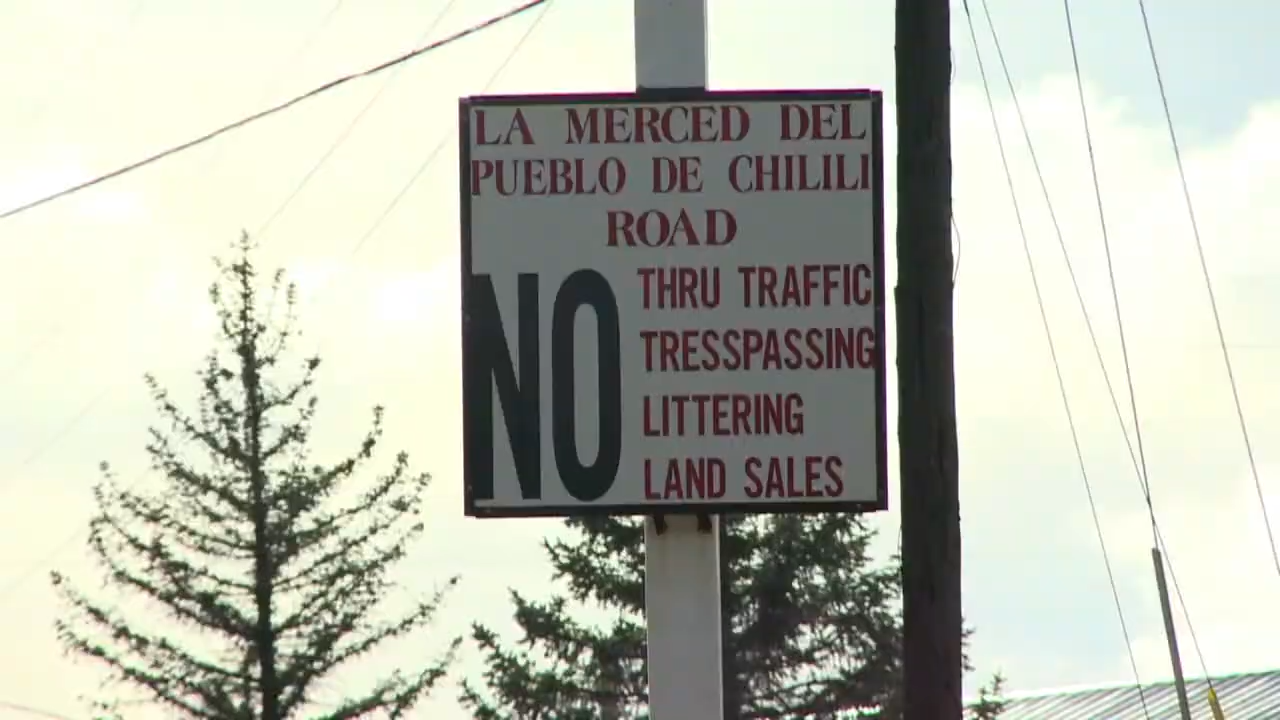 LA MERCED DEL
PUEBLO DE CHILILI
ROAD
NO
THRU TRAFFIC
TRESSPASSING
LITTERING
LAND SALES